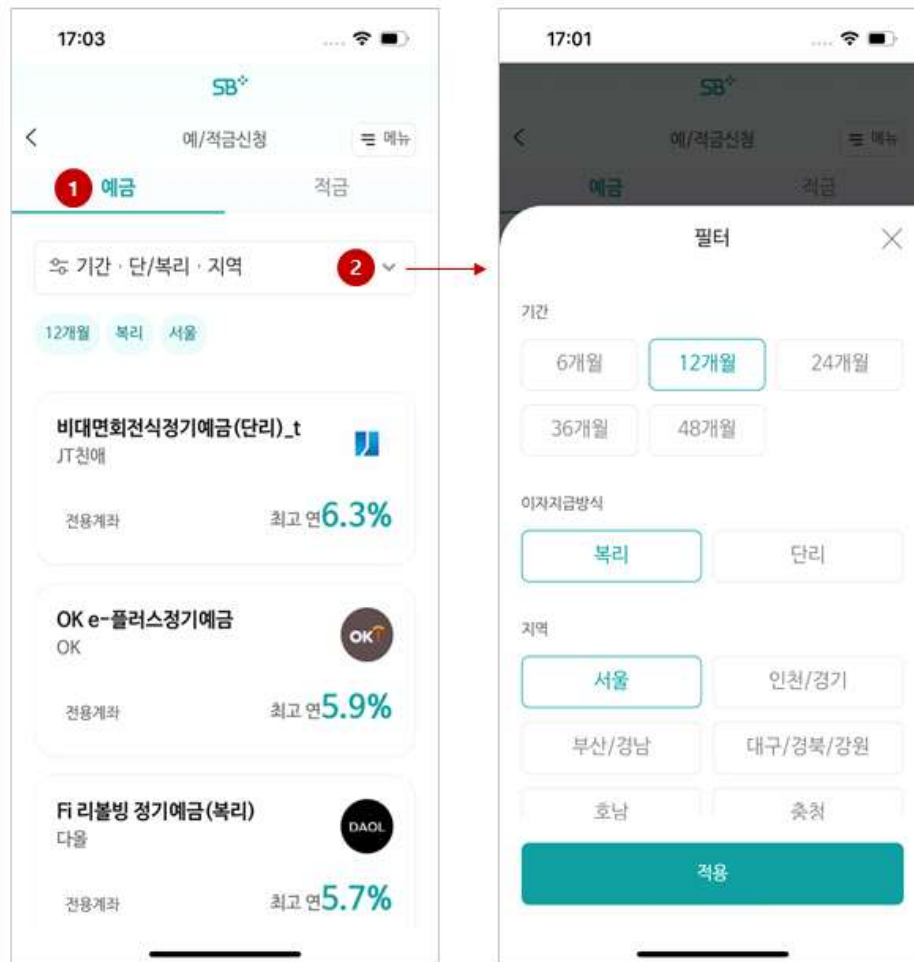 17:03
SB
예/적금신청
메뉴
1 예금
적금
기간 · 단/복리 · 지역
2
12개월 복리 서울
비대면회전식정기예금(단리)_t
JT친애
전용계좌
최고 연6.3%
OK e-플러스정기예금
OK
OK
전용계좌
최고 연5.9%
Fi 리볼빙 정기예금(복리)
다올
DAOL
전용계좌
최고 연5.7%
17:01
SB
예/적금신청
메뉴
예금
적금
필터
기간
6개월 12개월 24개월
36개월 48개월
이자지급방식
복리 단리
지역
서울 인천/경기
부산/경남 대구/경북/강원
호남 충청
적용